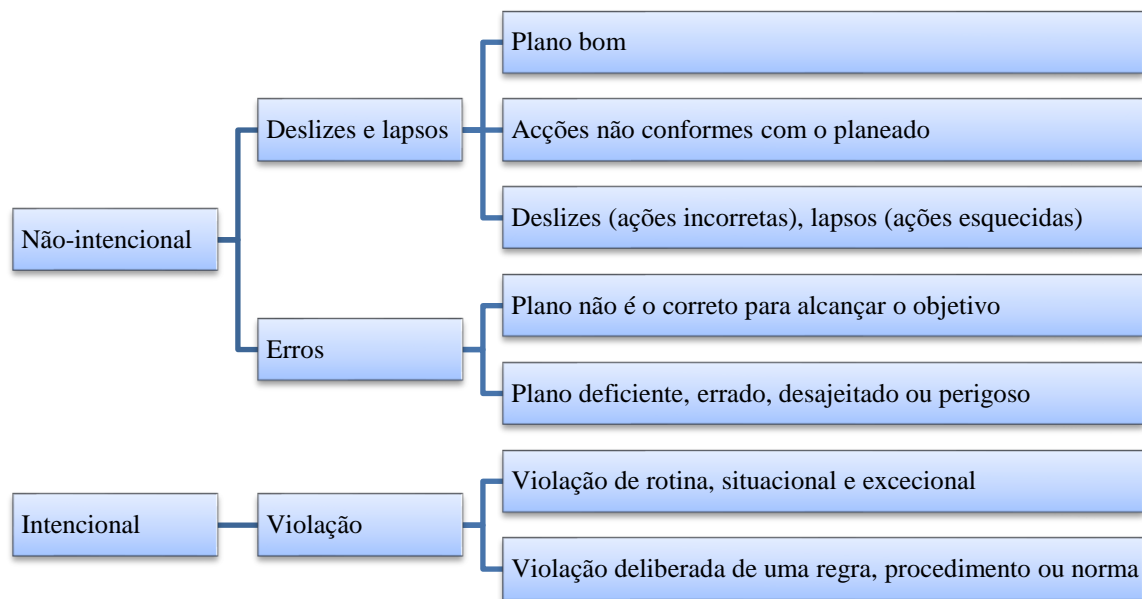 Plano bom
Deslizes e lapsos
Acções não conformes com o planeado
Deslizes (ações incorretas), lapsos (ações esquecidas)
Não-intencional
Plano não é o correto para alcançar o objetivo
Erros
Plano deficiente, errado, desajeitado ou perigoso
Violação de rotina, situacional e excecional
Intencional
Violação
Violação deliberada de uma regra, procedimento ou norma